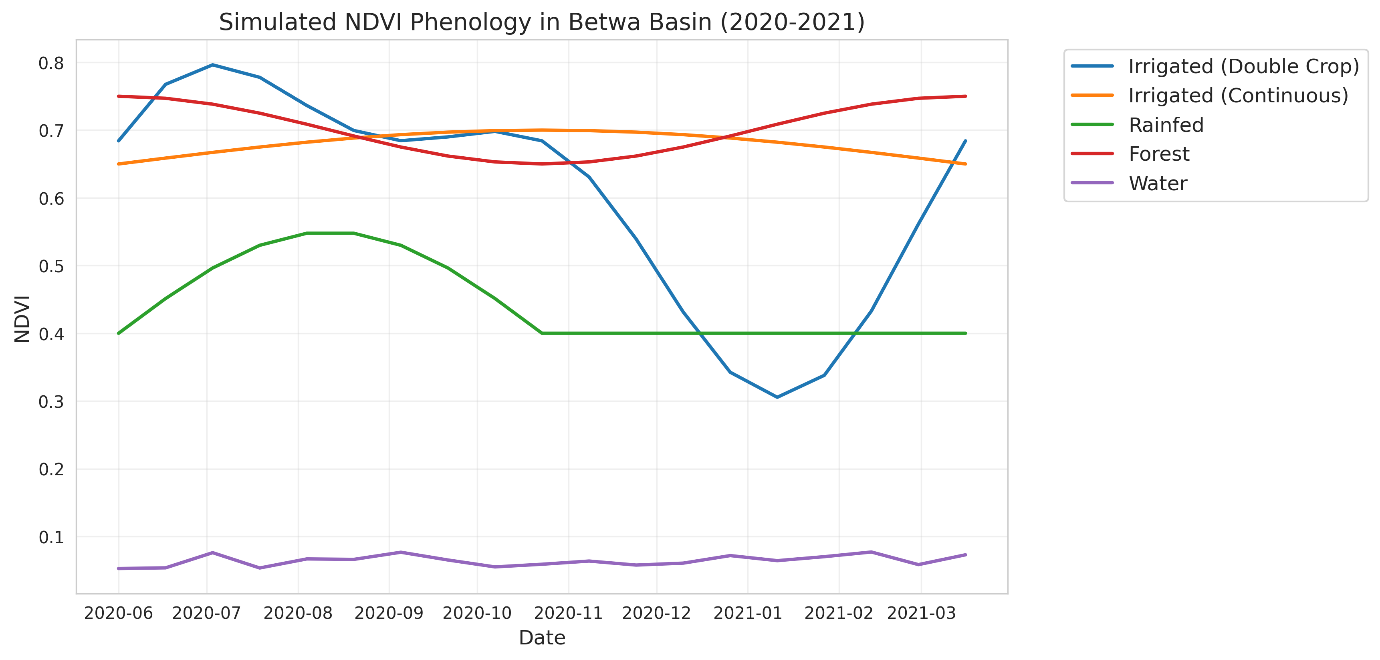 Simulated NDVI Phenology in Betwa Basin (2020-2021)
0.8
0.7
0.6
0.5
0.4
0.3
0.2
0.1
NDVI
2020-06 2020-07 2020-08 2020-09 2020-10 2020-11 2020-12 2021-01 2021-02 2021-03
Date
Irrigated (Double Crop)
Irrigated (Continuous)
Rainfed
Forest
Water